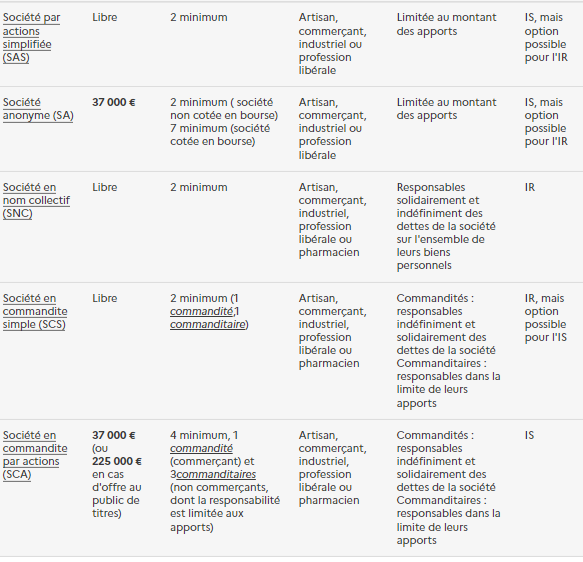 Société par
actions
simplifiée
(SAS)
Libre
2 minimum
Artisan,
commerçant,
industriel ou
profession
libérale
Limitée au montant
des apports
IS, mais
option
possible
pour l'IR
Société
anonyme (SA)
37 000 €
2 minimum ( société
non cotée en bourse)
7 minimum (société
cotée en bourse)
Artisan,
commerçant,
industriel ou
profession
libérale
Limitée au montant
des apports
IS, mais
option
possible
pour l'IR
Société en
nom collectif
(SNC)
Libre
2 minimum
Artisan,
commerçant,
industriel,
profession
libérale ou
pharmacien
Responsables
solidairement et
indéfiniment des
dettes de la société
sur l'ensemble de
leurs biens
personnels
IR
Société en
commandite
simple (SCS)
Libre
2 minimum (1
commandité,1
commanditaire)
Artisan,
commerçant,
industriel,
profession
libérale ou
pharmacien
Commandités :
responsables
indéfiniment et
solidairement des
dettes de la société
Commanditaires :
responsables dans la
limite de leurs
apports
IR, mais
option
possible
pour l'IS
Société en
commandite
par actions
(SCA)
37 000 €
(ou
225 000 €
en cas
d'offre au
public de
titres)
4 minimum, 1
commandité
(commerçant) et
3commanditaires
(non commerçants,
dont la responsabilité
est limitée aux
apports)
Artisan,
commerçant,
industriel,
profession
libérale ou
pharmacien
Commandités :
responsables
indéfiniment et
solidairement des
dettes de la société
Commanditaires :
responsables dans la
limite de leurs
apports
IS